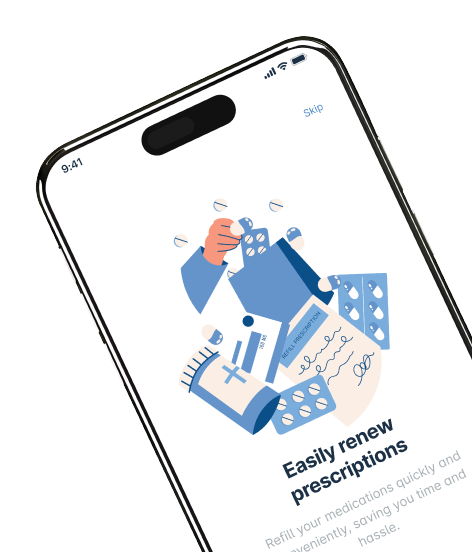 9:41
Skip
REFILL PRESCRIPTION
Easily renew
prescriptions
Refill your medications quickly and
veniently, saving you time and
hassle.